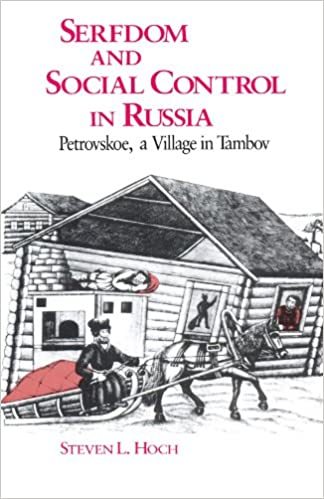 SERFDOM
AND
SOCIAL CONTROL
IN RUSSIA
Petrovskoe, a Village in Tambov
STEVEN L. HOCH